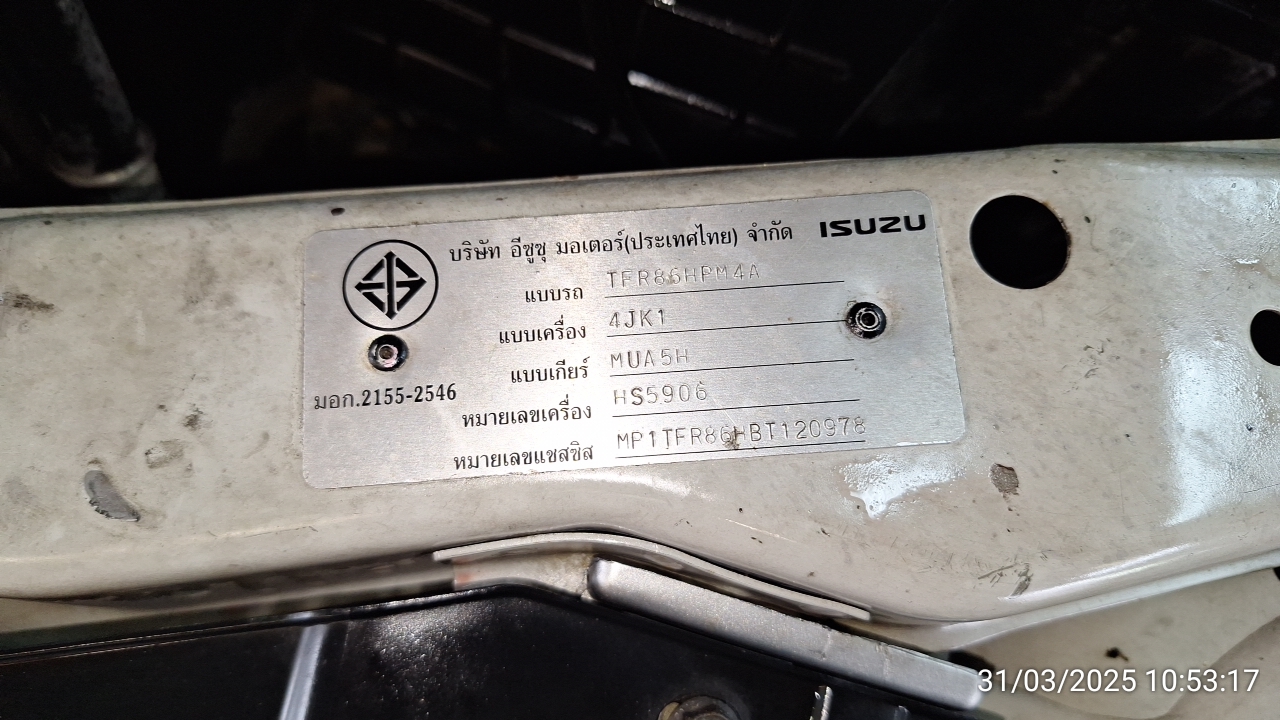 บริษัท อีซูซุ มอเตอร์(ประเทศไทย) จำกัด ISUZU
แบบรถ TFR86HPM4A
แบบเครื่อง 4JK1
แบบเกียร์ MUA5H
มอก.2155-2546
หมายเลขเครื่อง HS5906
หมายเลขแชสซิส MP1TFR86HBT120978
31/03/2025 10:53:17